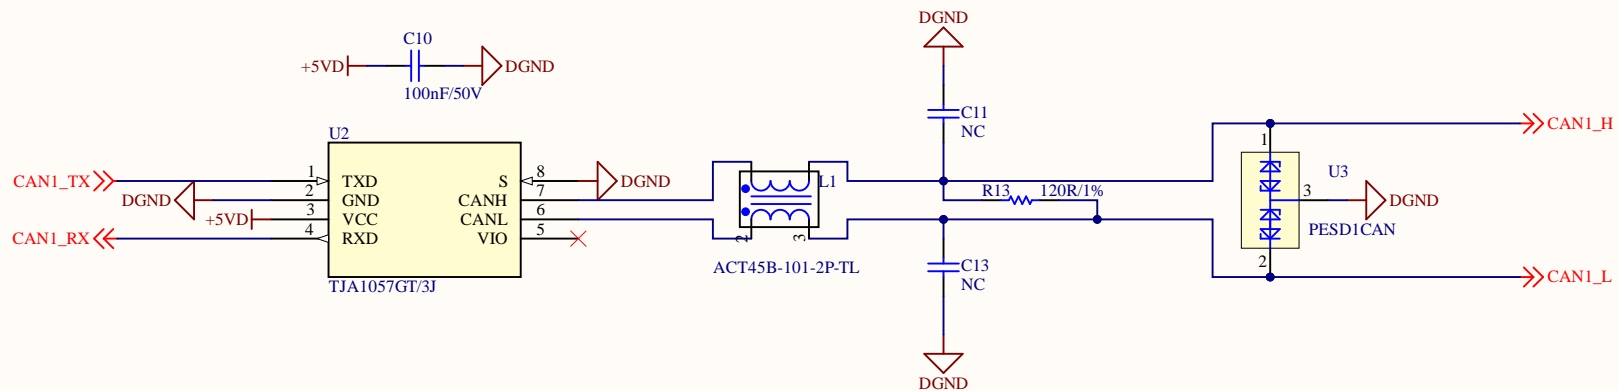 DGND
C10
+5VD
DGND
100nF/50V
C11
NC
U2
CAN1_H
1
CAN1_TX
1
TXD
S
8
DGND
L1
U3
DGND
2
GND
CANH
7
R13
120R/1%
3
DGND
+5VD
3
VCC
CANL
6
CAN1_RX
4
RXD
VIO
5
2
3
PESD1CAN
ACT45B-101-2P-TL
C13
NC
2
CAN1_L
TJA1057GT/3J
DGND